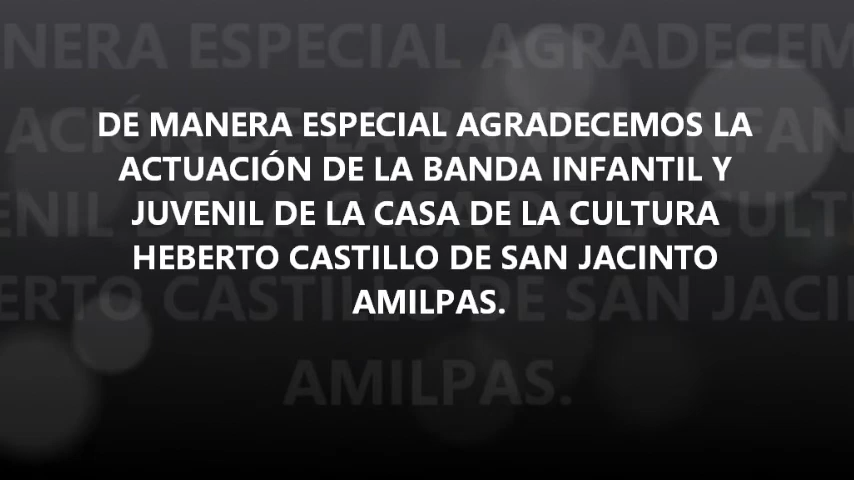 DÉ MANERA ESPECIAL AGRADECEMOS LA
ACTUACIÓN DE LA BANDA INFANTIL Y
JUVENIL DE LA CASA DE LA CULTURA
HEBERTO CASTILLO DE SAN JACINTO
AMILPAS.